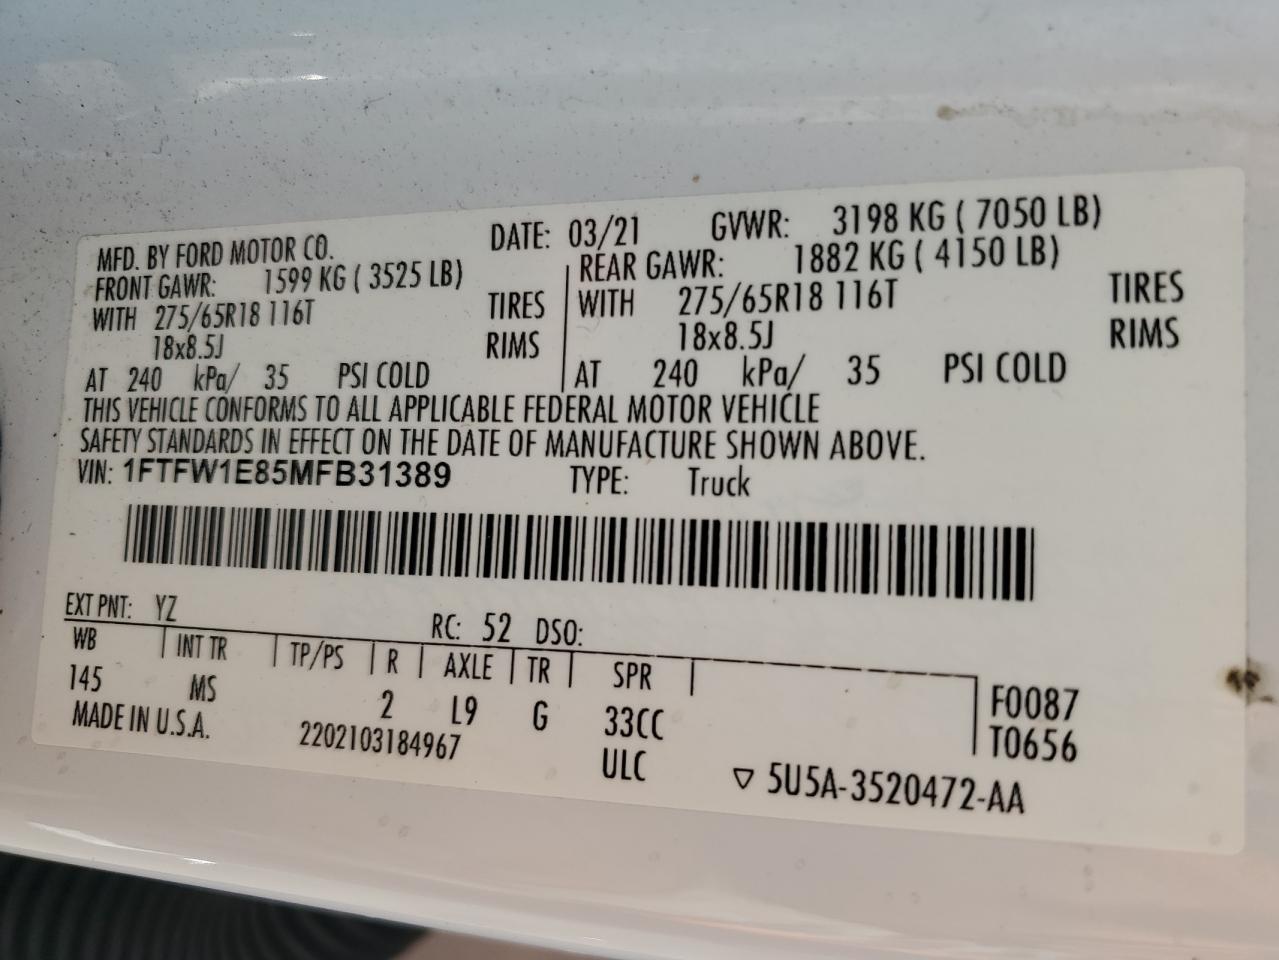 MFD. BY FORD MOTOR CO. DATE: 03/21 GVWR: 3198 KG ( 7050 LB)
FRONT GAWR: 1599 KG ( 3525 LB) REAR GAWR: 1882 KG ( 4150 LB)
WITH 275/65R18 116T TIRES WITH 275/65R18 116T TIRES
18x8.5J RIMS 18x8.5J RIMS
AT 240 kPa/ 35 PSI COLD AT 240 kPa/ 35 PSI COLD
THIS VEHICLE CONFORMS TO ALL APPLICABLE FEDERAL MOTOR VEHICLE
SAFETY STANDARDS IN EFFECT ON THE DATE OF MANUFACTURE SHOWN ABOVE.
VIN: 1FTFW1E85MFB31389 TYPE: Truck
EXT PNT: YZ RC: 52 DSO:
WB INT TR TP/PS R AXLE TR SPR
145 MS 2 L9 G 33CC F0087
MADE IN U.S.A. 2202103184967 ULC T0656
▽ 5U5A-3520472-AA